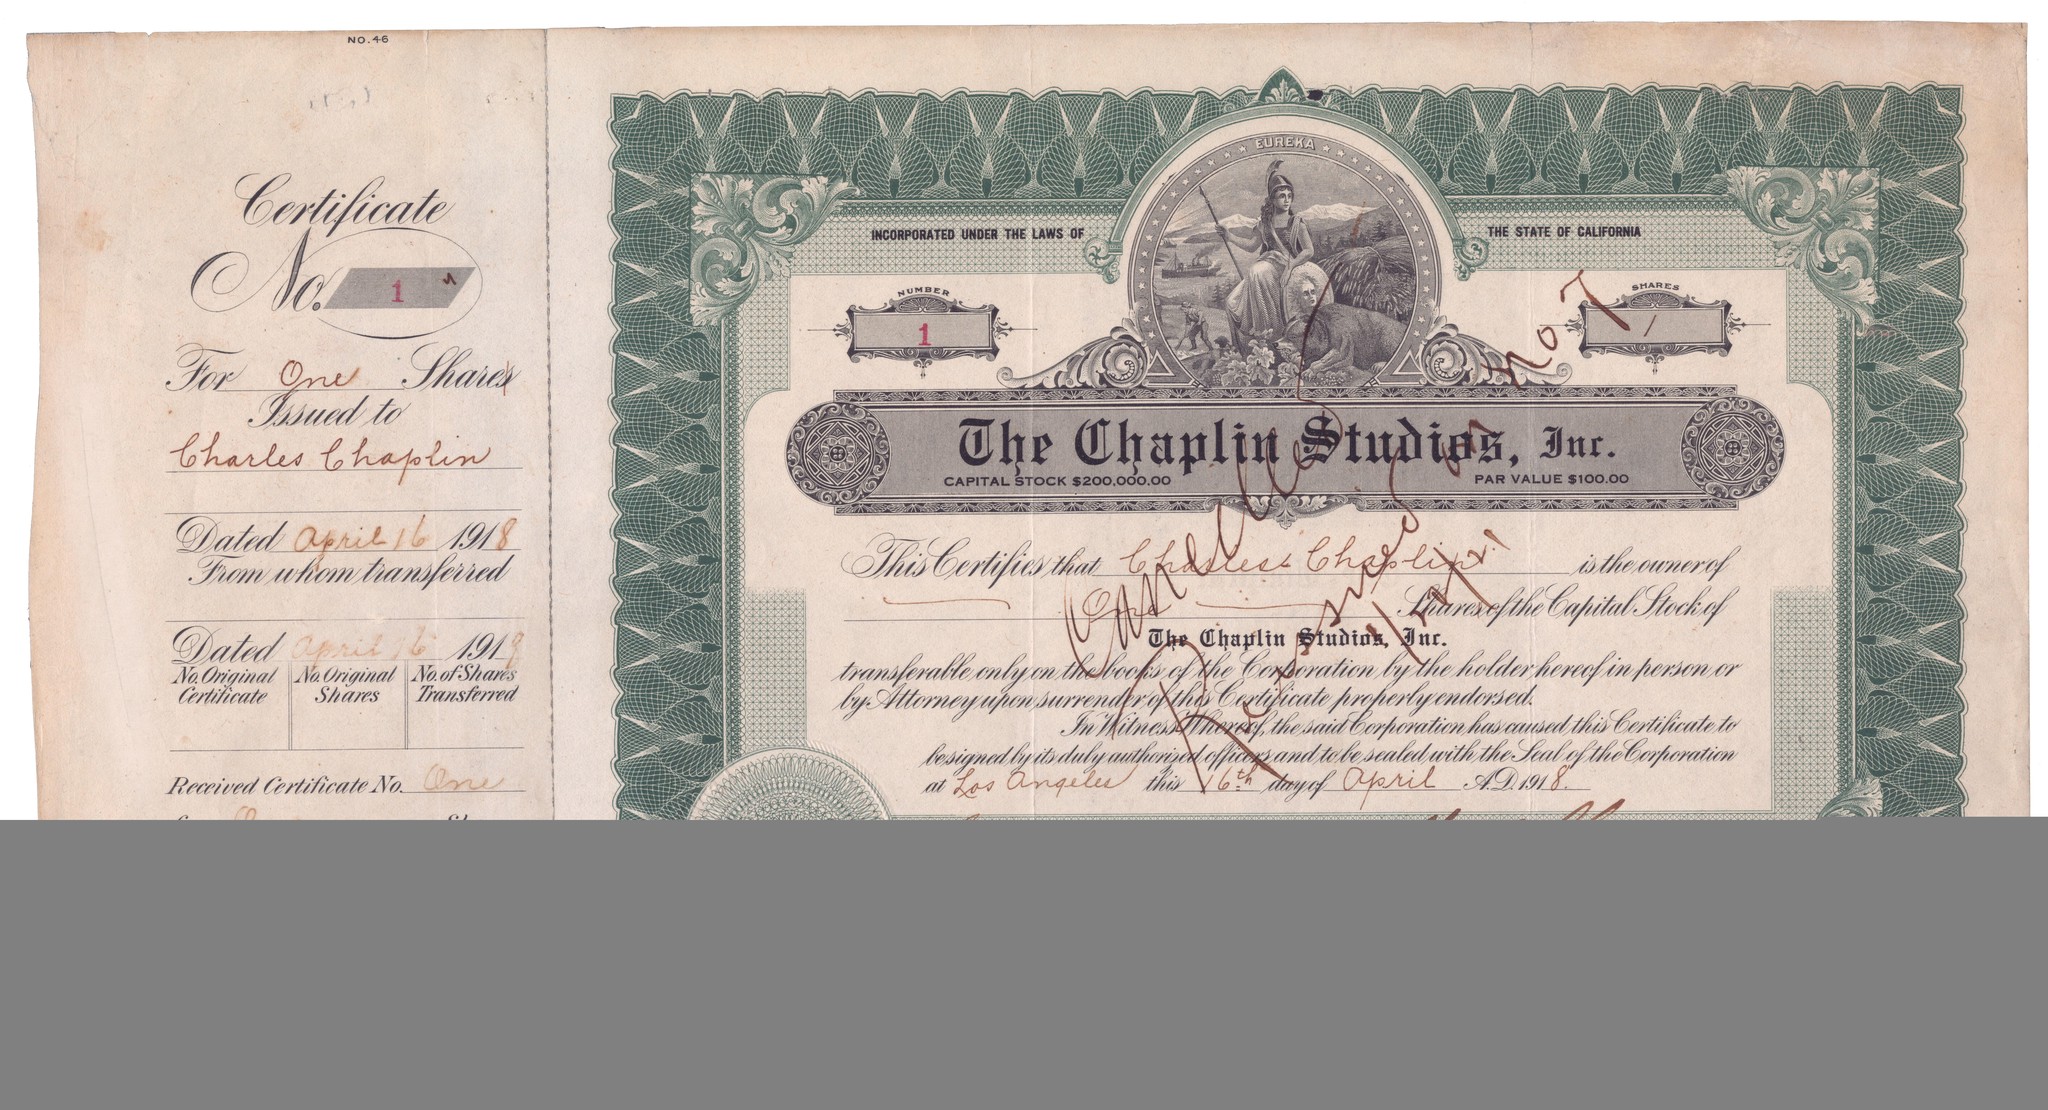 NO. 46
Certificate
No. 1
For One Shares
Issued to
Charles Chaplin
Dated April 16 1918
From whom transferred
Dated April 16 1918
No. Original Certificate
No. Original Shares
No. of Shares Transferred
Received Certificate No. One
EUREKA
INCORPORATED UNDER THE LAWS OF THE STATE OF CALIFORNIA
NUMBER
1
SHARES
1
The Chaplin Studios, Inc.
CAPITAL STOCK $200,000.00 PAR VALUE $100.00
This Certifies that Charles Chaplin is the owner of
One Shares of the Capital Stock of
The Chaplin Studios, Inc.
transferable only on the books of the Corporation by the holder hereof in person or
by Attorney upon surrender of this Certificate properly endorsed.
In Witness Whereof, the said Corporation has caused this Certificate to
be signed by its duly authorized officers and to be sealed with the Seal of the Corporation
at Los Angeles this 16th day of April A.D. 1918.
Cancelled
1/24/21